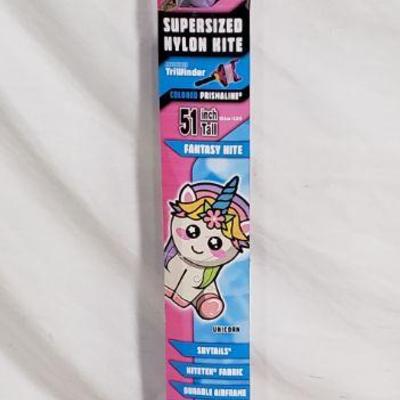 SUPERSIZED
NYLON KITE
TriWinder
COLORED PRISMALINE®
51 inch
Tall
FANTASY KITE
UNICORN
SKYTAILS®
KITETEK® FABRIC
DURABLE AIRFRAME